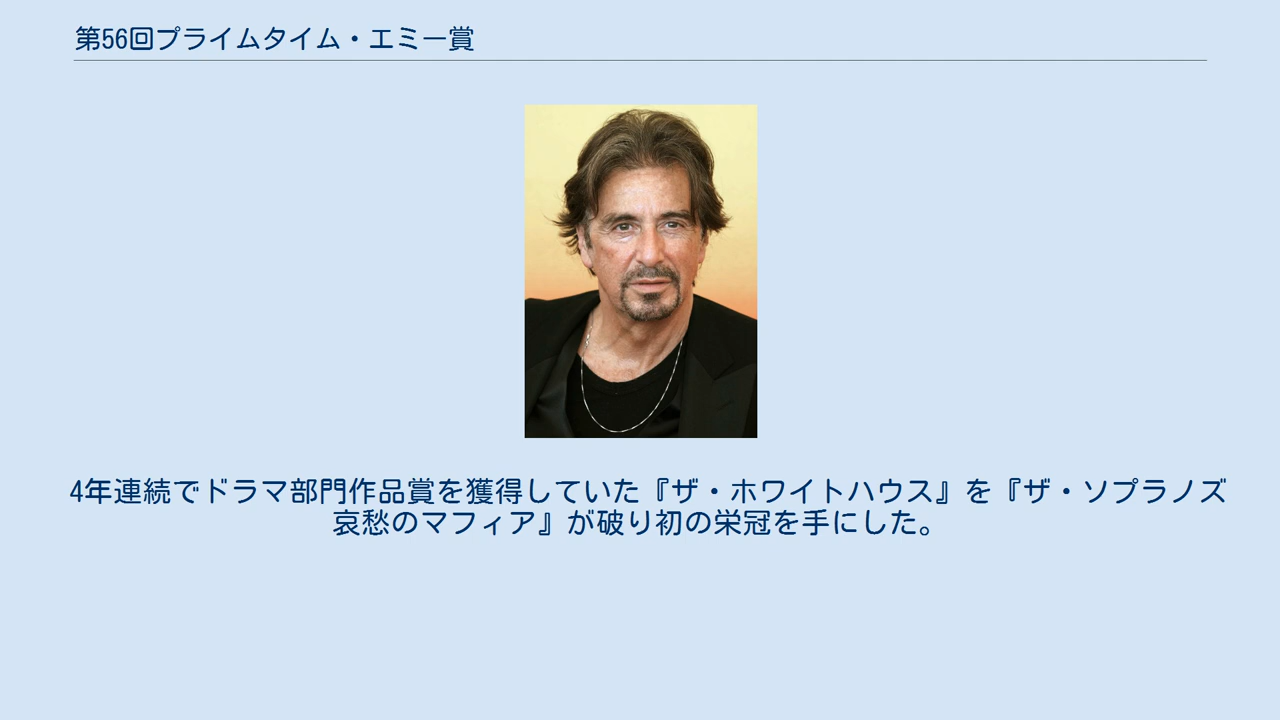 第56回プライムタイム・エミー賞
4年連続でドラマ部門作品賞を獲得していた『ザ・ホワイトハウス』を『ザ・ソプラノズ
哀愁のマフィア』が破り初の栄冠を手にした。